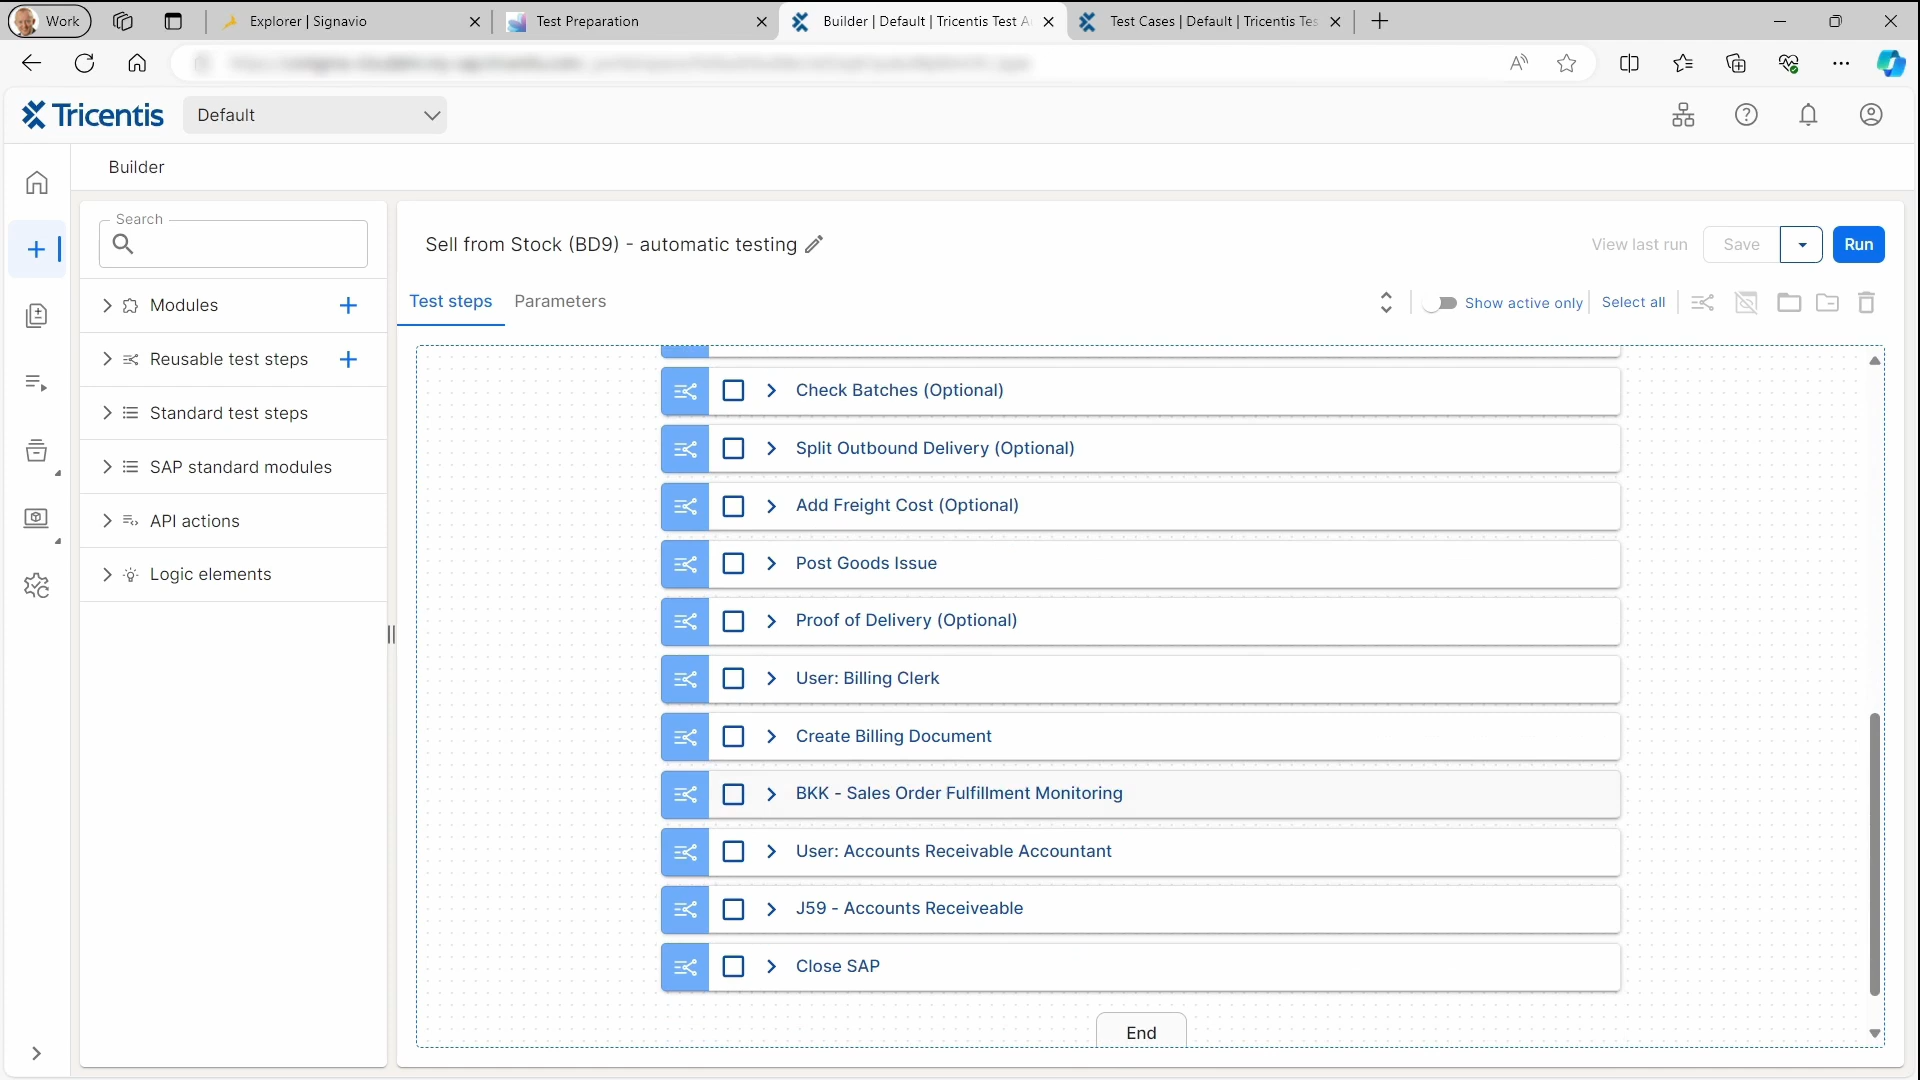 Work
Explorer | Signavio
Test Preparation
Builder | Default | Tricentis Test A
Test Cases | Default | Tricentis Tes
Tricentis
Default
Builder
Search
Modules
Reusable test steps
Standard test steps
SAP standard modules
API actions
Logic elements
Sell from Stock (BD9) - automatic testing
View last run
Save
Run
Test steps
Parameters
Show active only
Select all
Check Batches (Optional)
Split Outbound Delivery (Optional)
Add Freight Cost (Optional)
Post Goods Issue
Proof of Delivery (Optional)
User: Billing Clerk
Create Billing Document
BKK - Sales Order Fulfillment Monitoring
User: Accounts Receivable Accountant
J59 - Accounts Receiveable
Close SAP
End